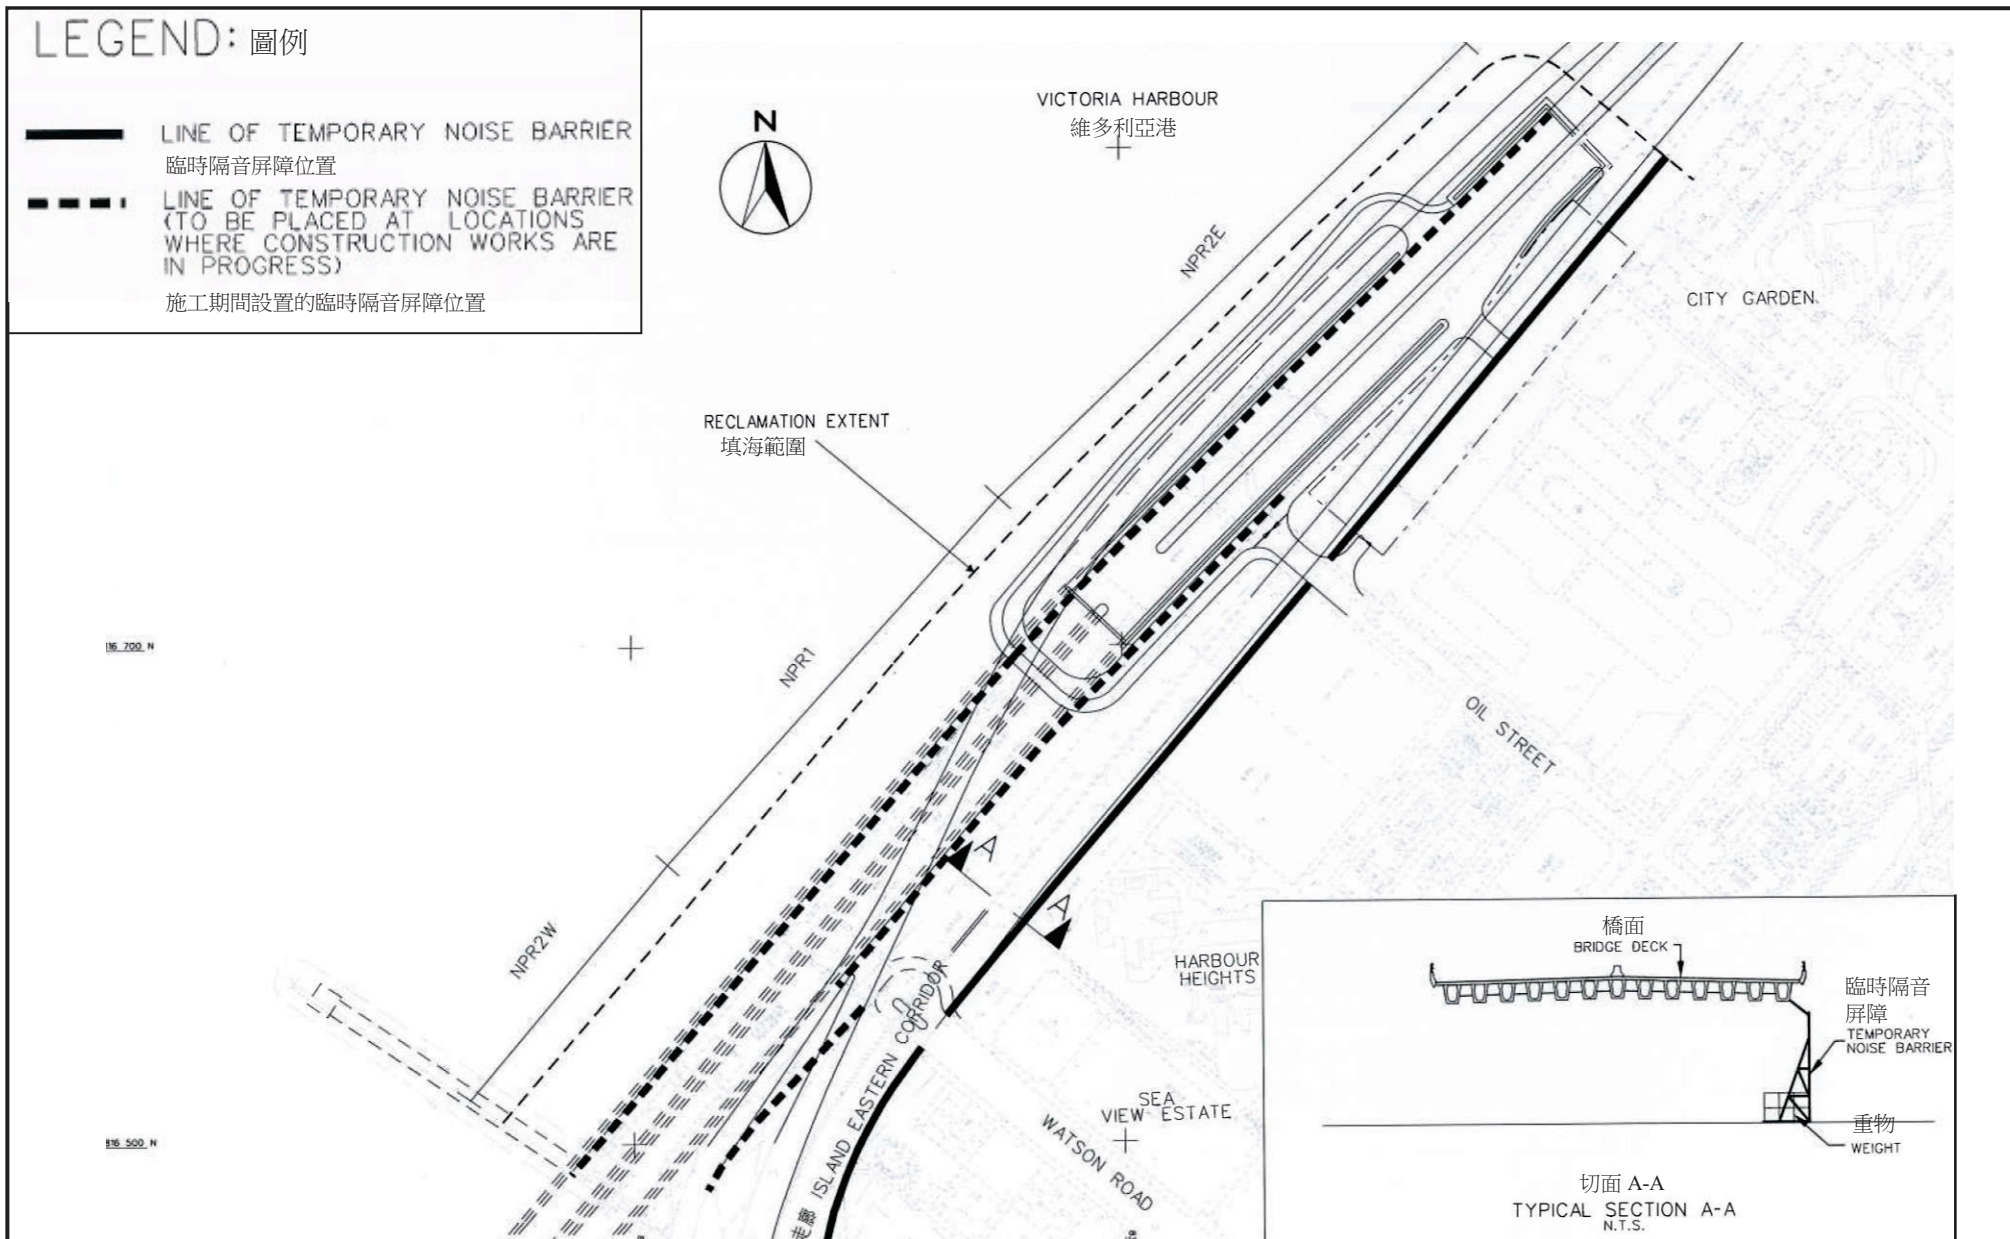 LEGEND: 圖例
LINE OF TEMPORARY NOISE BARRIER
臨時隔音屏障位置
LINE OF TEMPORARY NOISE BARRIER
(TO BE PLACED AT LOCATIONS
WHERE CONSTRUCTION WORKS ARE
IN PROGRESS)
施工期間設置的臨時隔音屏障位置
N
VICTORIA HARBOUR
維多利亞港
NPR2E
CITY GARDEN
RECLAMATION EXTENT
填海範圍
NPR1
16 700 N
OIL STREET
A
A
NPR2W
HARBOUR
HEIGHTS
ISLAND EASTERN CORRIDOR
走廊
SEA
VIEW ESTATE
WATSON ROAD
816 500 N
橋面
BRIDGE DECK
臨時隔音
屏障
TEMPORARY
NOISE BARRIER
重物
WEIGHT
切面 A-A
TYPICAL SECTION A-A
N.T.S.